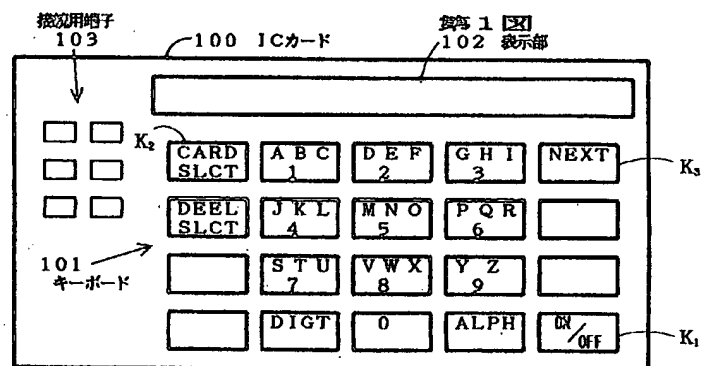 第1図
接続用端子
103
100 ICカード
102 表示部
K₂
CARD SLCT
ABC 1
DEF 2
GHI 3
NEXT
K₃
DEEL SLCT
JKL 4
MNO 5
PQR 6
101
キーボード
STU 7
VWX 8
YZ 9
DIGT
0
ALPH
ON/OFF
K₁